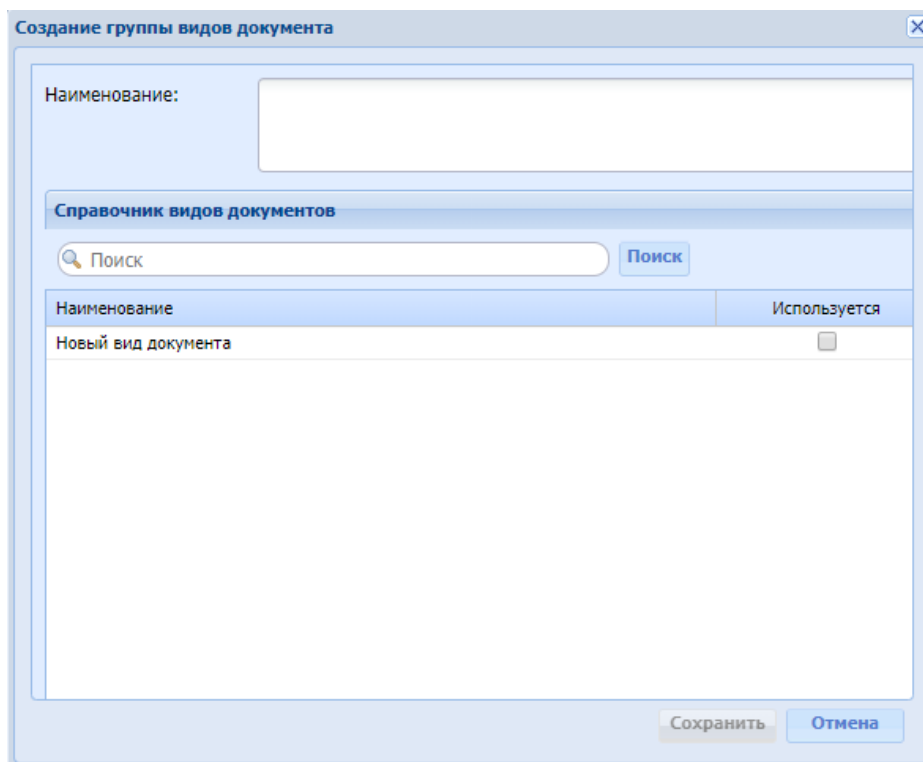 Создание группы видов документа
Наименование:
Справочник видов документов
Поиск Поиск
Наименование Используется
Новый вид документа
Сохранить Отмена